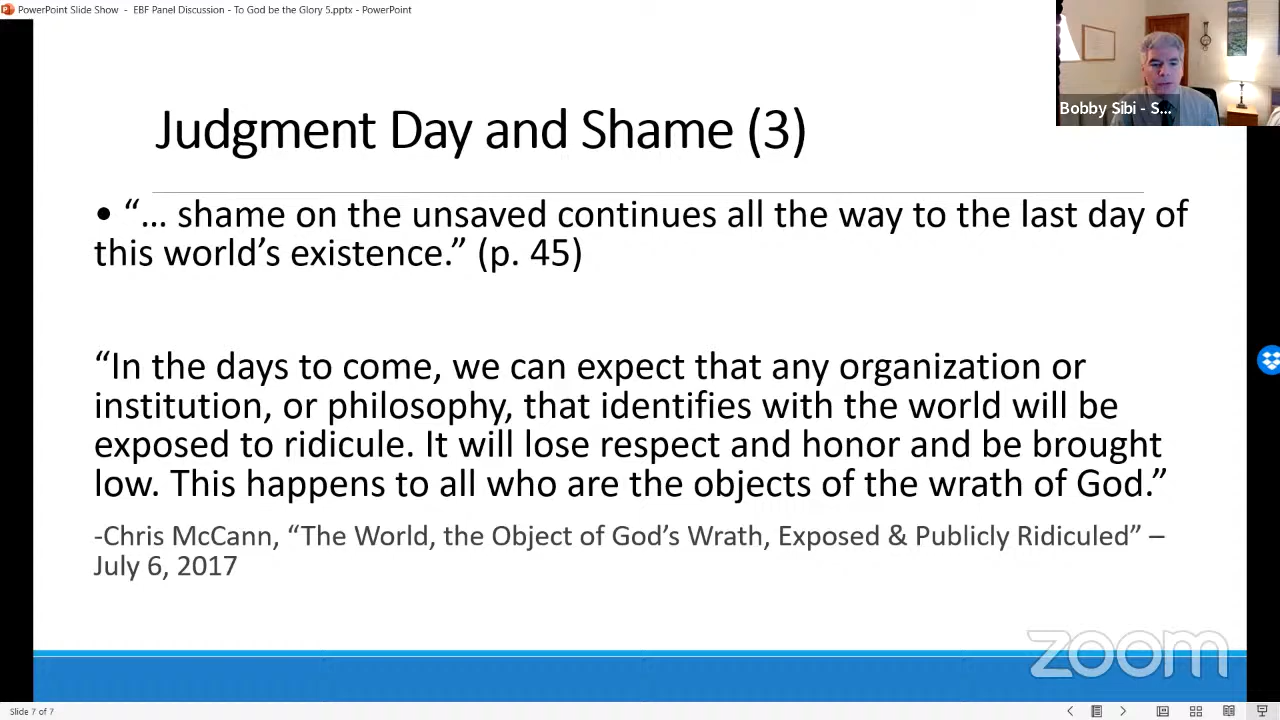 PowerPoint Slide Show - EBF Panel Discussion - To God be the Glory 5.pptx - PowerPoint
Bobby Sibi - S...
Judgment Day and Shame (3)
• “… shame on the unsaved continues all the way to the last day of
this world’s existence.” (p. 45)
“In the days to come, we can expect that any organization or
institution, or philosophy, that identifies with the world will be
exposed to ridicule. It will lose respect and honor and be brought
low. This happens to all who are the objects of the wrath of God.”
-Chris McCann, “The World, the Object of God’s Wrath, Exposed & Publicly Ridiculed” –
July 6, 2017
zoom
Slide 7 of 7